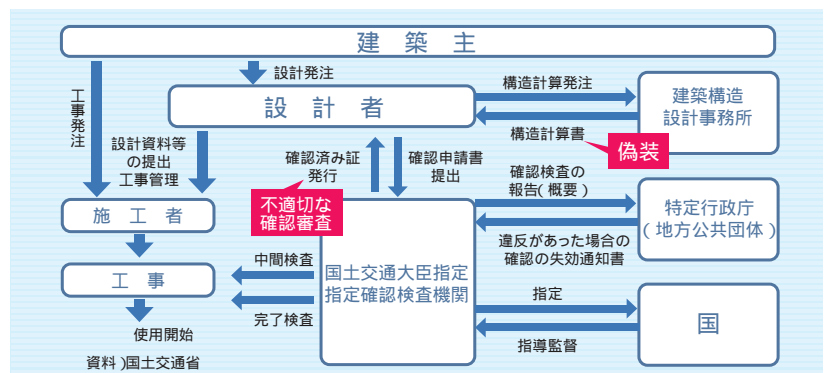 建築主
設計発注
設計者
工事発注
構造計算発注
構造計算書
偽装
建築構造
設計事務所
設計資料等
の提出
工事管理
確認済み証
発行
不適切な
確認審査
確認申請書
提出
確認検査の
報告(概要)
違反があった場合の
確認の失効通知書
特定行政庁
(地方公共団体)
施工者
工事
中間検査
完了検査
国土交通大臣指定
指定確認検査機関
指定
指導監督
国
使用開始
資料)国土交通省